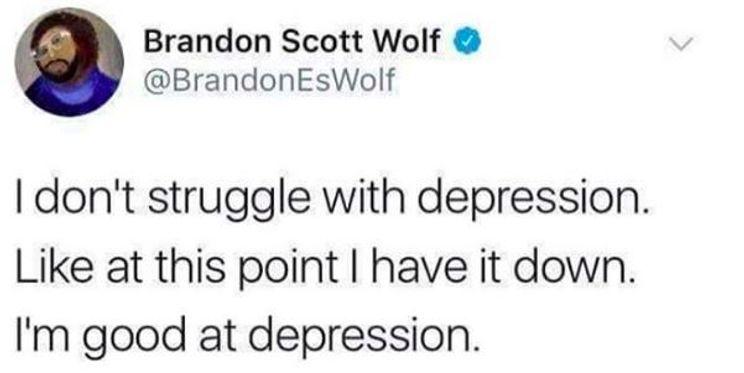 Brandon Scott Wolf
@BrandonEsWolf
I don't struggle with depression.
Like at this point I have it down.
I'm good at depression.